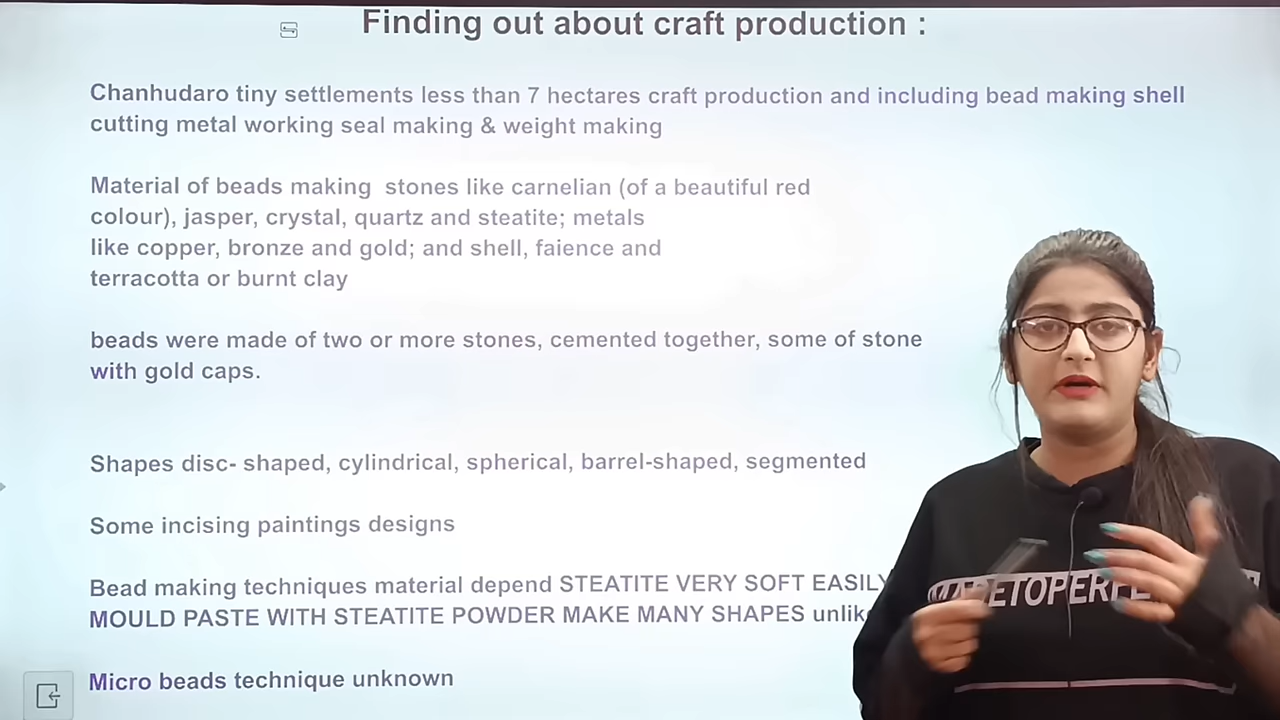 Finding out about craft production :
Chanhudaro tiny settlements less than 7 hectares craft production and including bead making shell
cutting metal working seal making & weight making
Material of beads making stones like carnelian (of a beautiful red
colour), jasper, crystal, quartz and steatite; metals
like copper, bronze and gold; and shell, faience and
terracotta or burnt clay
beads were made of two or more stones, cemented together, some of stone
with gold caps.
Shapes disc- shaped, cylindrical, spherical, barrel-shaped, segmented
Some incising paintings designs
Bead making techniques material depend STEATITE VERY SOFT EASILY
MOULD PASTE WITH STEATITE POWDER MAKE MANY SHAPES
Micro beads technique unknown